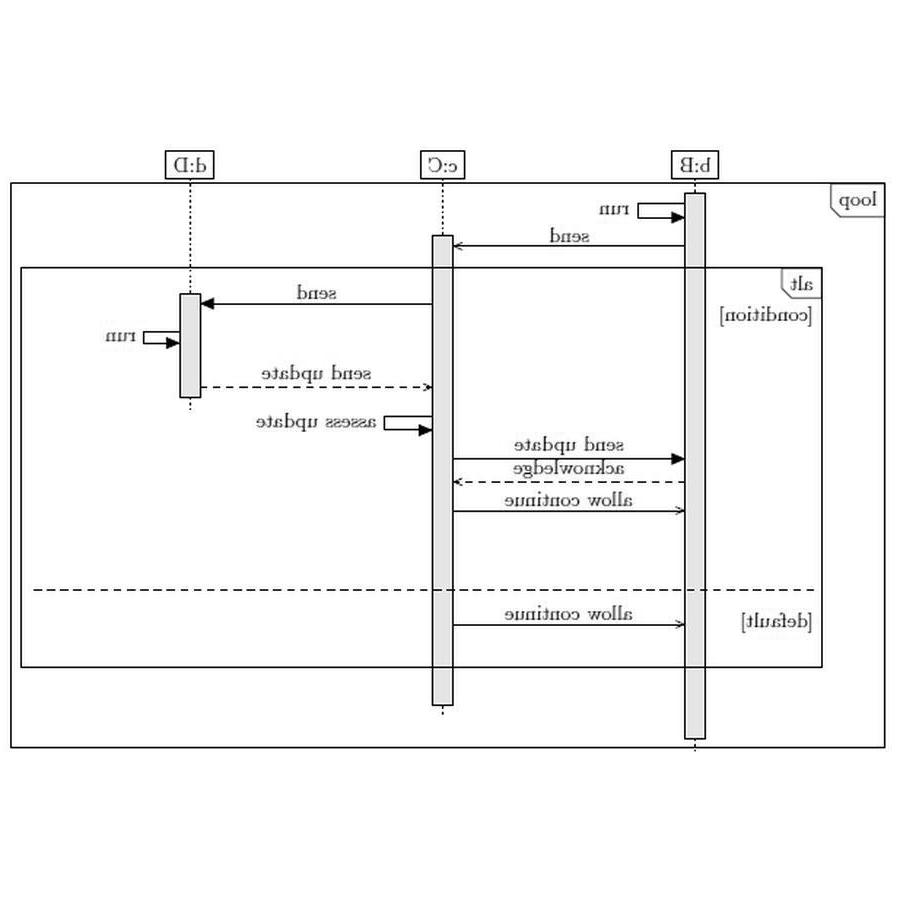 b:B
c:C
d:D
loop
run
send
alt
[condition]
send
run
send update
assess update
send update
acknowledge
allow continue
[default]
allow continue